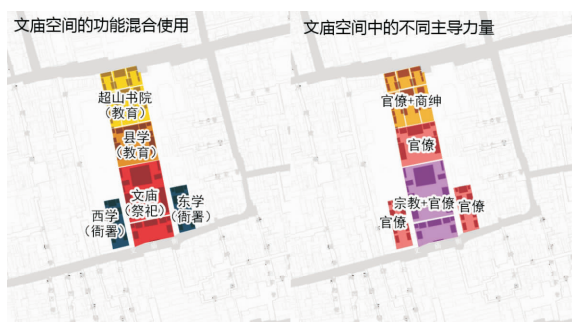 文庙空间的功能混合使用
超山书院
（教育）
县学
（教育）
文庙
（祭祀）
西学
（衙署）
东学
（衙署）
文庙空间中的不同主导力量
官僚+商绅
官僚
宗教+官僚
官僚
官僚